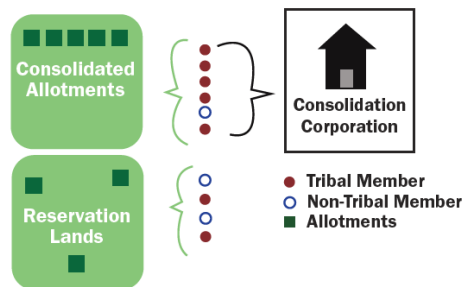 Consolidated
Allotments
Consolidation
Corporation
Reservation
Lands
Tribal Member
Non-Tribal Member
Allotments